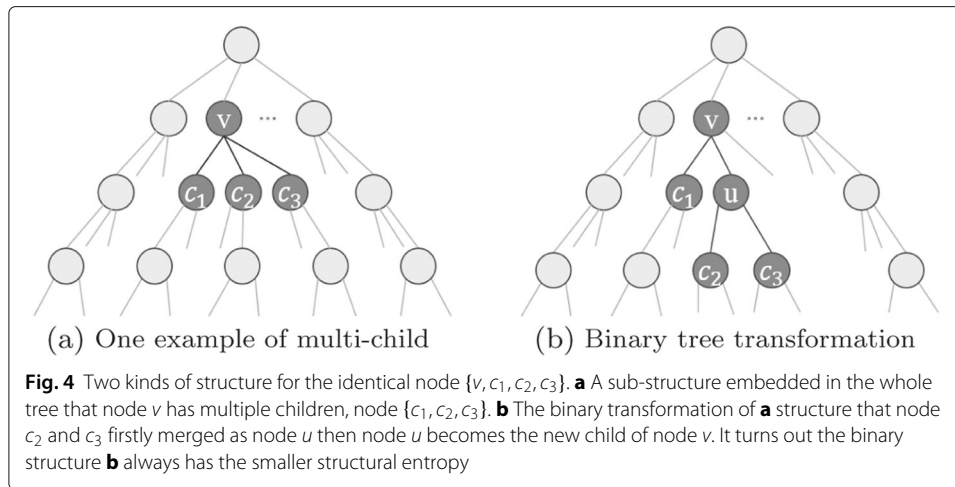 v ...
c₁ c₂ c₃
v ...
c₁ u
c₂ c₃
(a) One example of multi-child
(b) Binary tree transformation
Fig. 4 Two kinds of structure for the identical node {v, c₁, c₂, c₃}. a A sub-structure embedded in the whole
tree that node v has multiple children, node {c₁, c₂, c₃}. b The binary transformation of a structure that node
c₂ and c₃ firstly merged as node u then node u becomes the new child of node v. It turns out the binary
structure b always has the smaller structural entropy